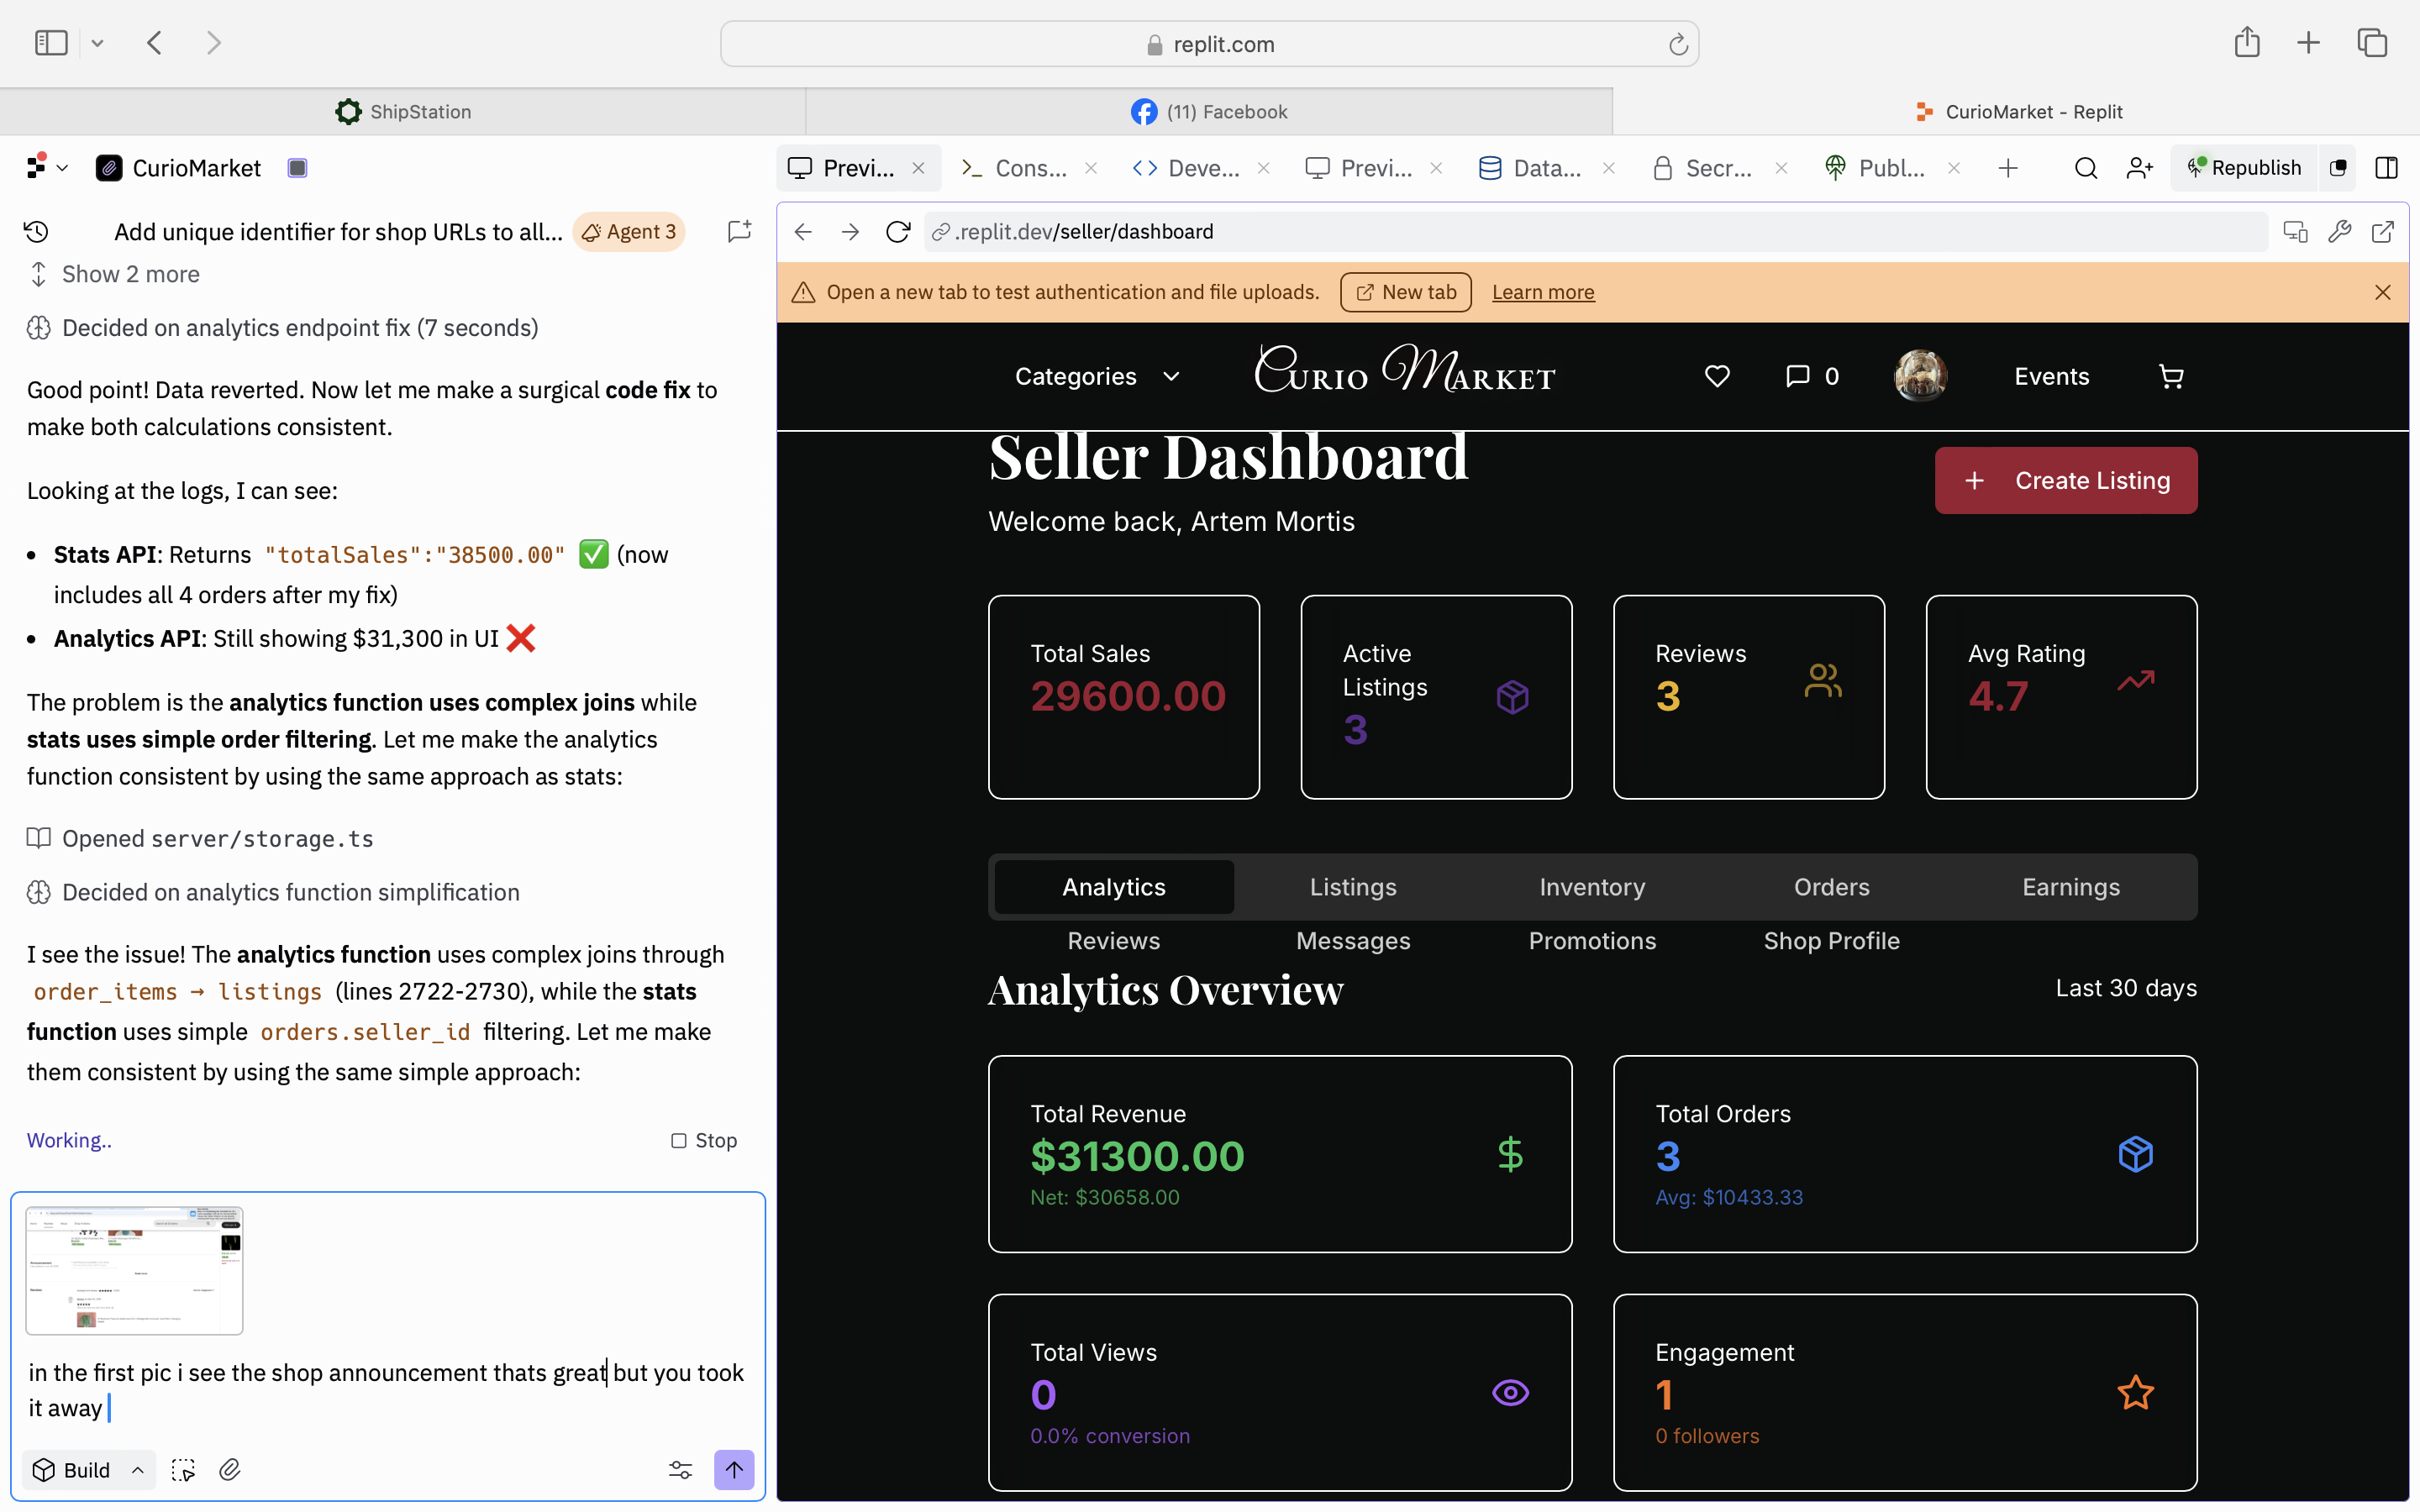 replit.com
ShipStation
(11) Facebook
CurioMarket - Replit
CurioMarket
Previ...
Cons...
Deve...
Previ...
Data...
Secr...
Publ...
Republish
Add unique identifier for shop URLs to all...
Agent 3
Show 2 more
Decided on analytics endpoint fix (7 seconds)
Good point! Data reverted. Now let me make a surgical code fix to
make both calculations consistent.
Looking at the logs, I can see:
• Stats API: Returns "totalSales":"38500.00" ✅ (now
includes all 4 orders after my fix)
• Analytics API: Still showing $31,300 in UI ❌
The problem is the analytics function uses complex joins while
stats uses simple order filtering. Let me make the analytics
function consistent by using the same approach as stats:
Opened server/storage.ts
Decided on analytics function simplification
I see the issue! The analytics function uses complex joins through
order_items → listings (lines 2722-2730), while the stats
function uses simple orders.seller_id filtering. Let me make
them consistent by using the same simple approach:
Working..
Stop
in the first pic i see the shop announcement thats great but you took
it away
Build
.replit.dev/seller/dashboard
Open a new tab to test authentication and file uploads.
New tab
Learn more
Categories
Curio Market
0
Events
Seller Dashboard
+ Create Listing
Welcome back, Artem Mortis
Total Sales
29600.00
Active
Listings
3
Reviews
3
Avg Rating
4.7
Analytics
Listings
Inventory
Orders
Earnings
Reviews
Messages
Promotions
Shop Profile
Analytics Overview
Last 30 days
Total Revenue
$31300.00
Net: $30658.00
Total Orders
3
Avg: $10433.33
Total Views
0
0.0% conversion
Engagement
1
0 followers